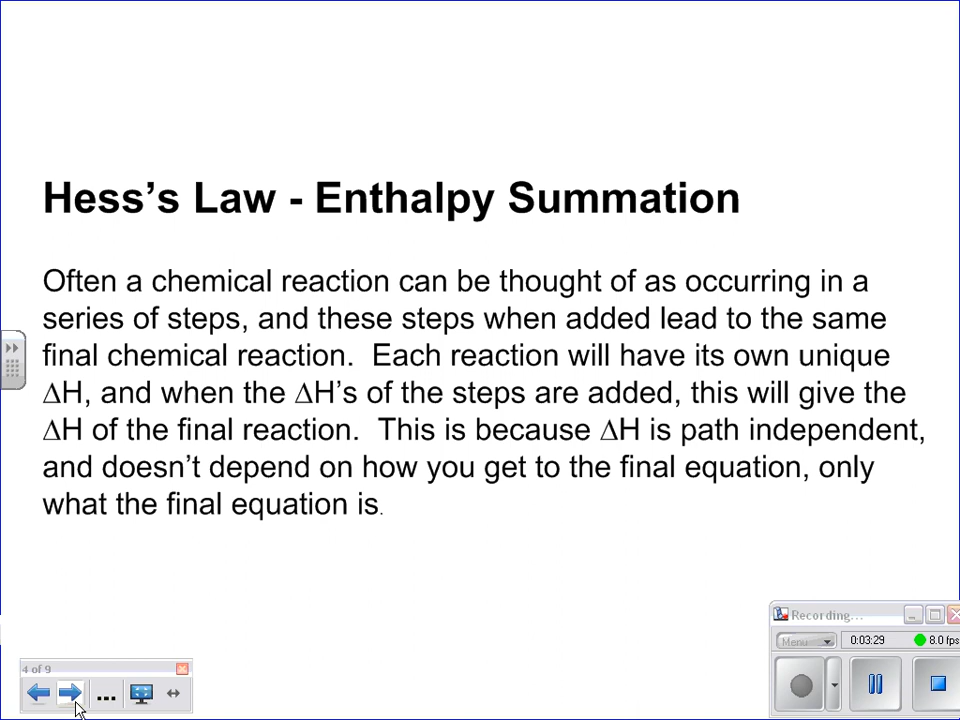 Hess’s Law - Enthalpy Summation
Often a chemical reaction can be thought of as occurring in a
series of steps, and these steps when added lead to the same
final chemical reaction.  Each reaction will have its own unique
∆H, and when the ∆H’s of the steps are added, this will give the
∆H of the final reaction.  This is because ∆H is path independent,
and doesn’t depend on how you get to the final equation, only
what the final equation is.
Recording...
Menu 0:03:29 8.0 fps
4 of 9
...